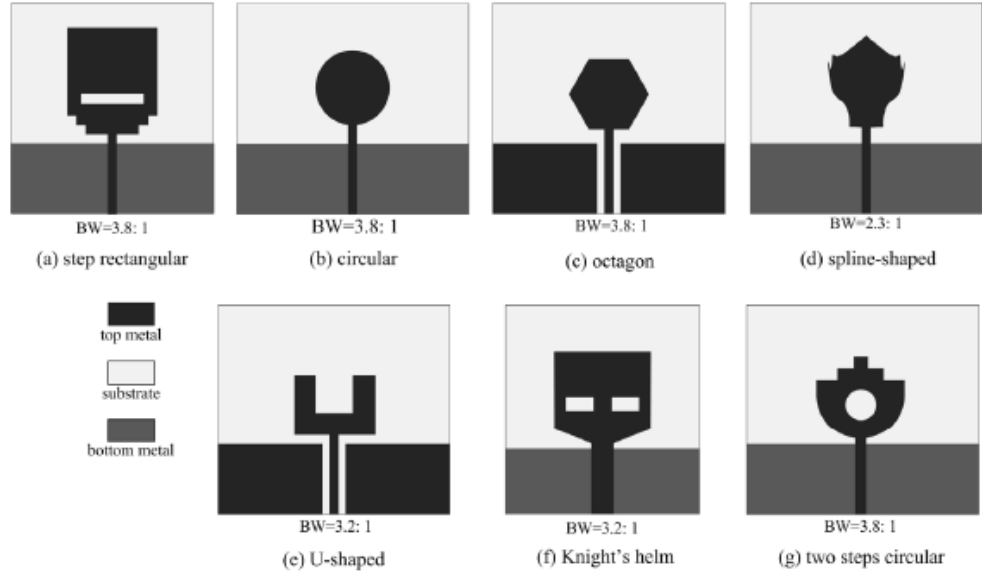 BW=3.8: 1
(a) step rectangular
BW=3.8: 1
(b) circular
BW=3.8: 1
(c) octagon
BW=2.3: 1
(d) spline-shaped
top metal
substrate
bottom metal
BW=3.2: 1
(e) U-shaped
BW=3.2: 1
(f) Knight's helm
BW=3.8: 1
(g) two steps circular